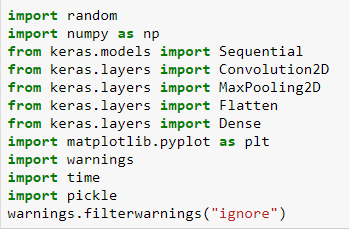 import random
import numpy as np
from keras.models import Sequential
from keras.layers import Convolution2D
from keras.layers import MaxPooling2D
from keras.layers import Flatten
from keras.layers import Dense
import matplotlib.pyplot as plt
import warnings
import time
import pickle
warnings.filterwarnings("ignore")